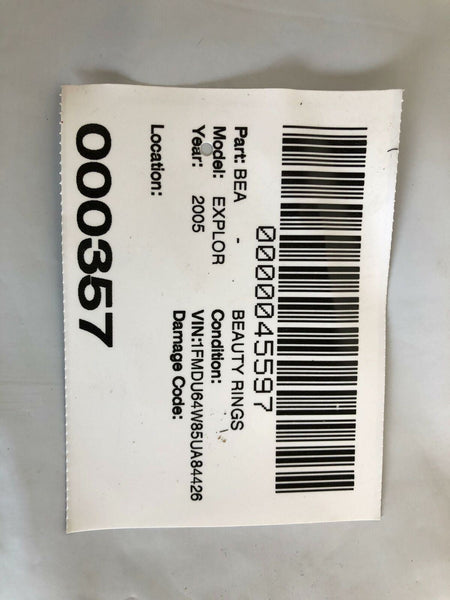 0000045597
Part: BEA - BEAUTY RINGS
Model: EXPLOR Condition:
Year: 2005 VIN:1FMDU64W85UA84426
Damage Code:
Location:
000357